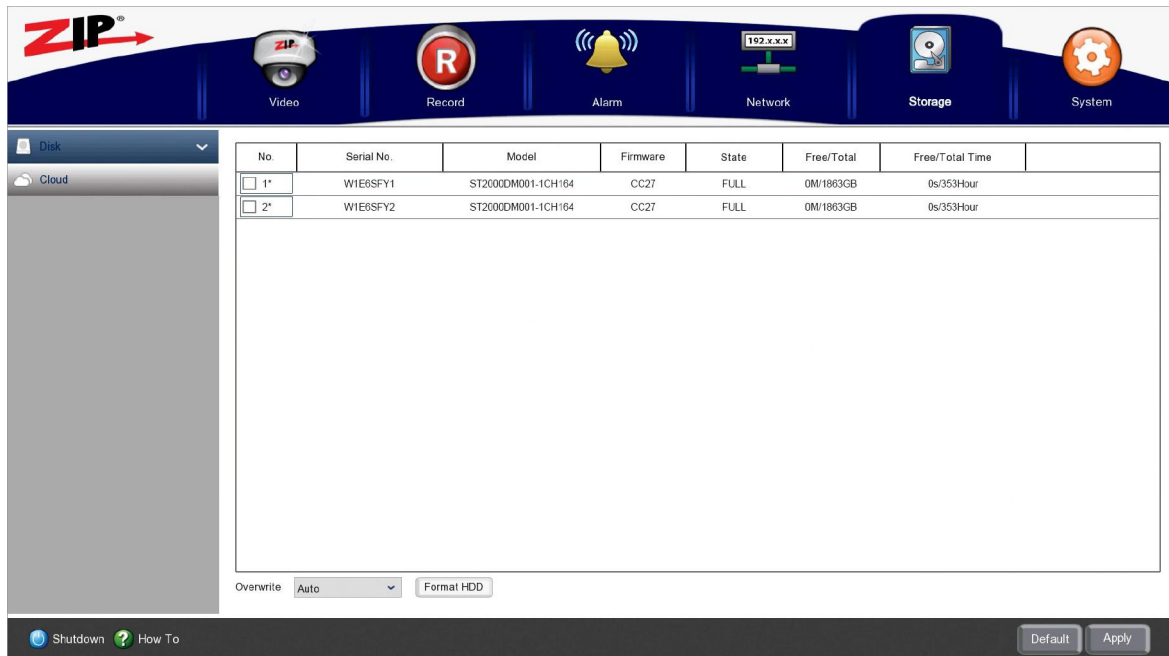 ZIP®
ZIP
R
192.x.x.x
Video Record Alarm Network Storage System
Disk
Cloud
No. Serial No. Model Firmware State Free/Total Free/Total Time
1* W1E6SFY1 ST2000DM001-1CH164 CC27 FULL 0M/1863GB 0s/353Hour
2* W1E6SFY2 ST2000DM001-1CH164 CC27 FULL 0M/1863GB 0s/353Hour
Overwrite Auto Format HDD
Shutdown ? How To Default Apply